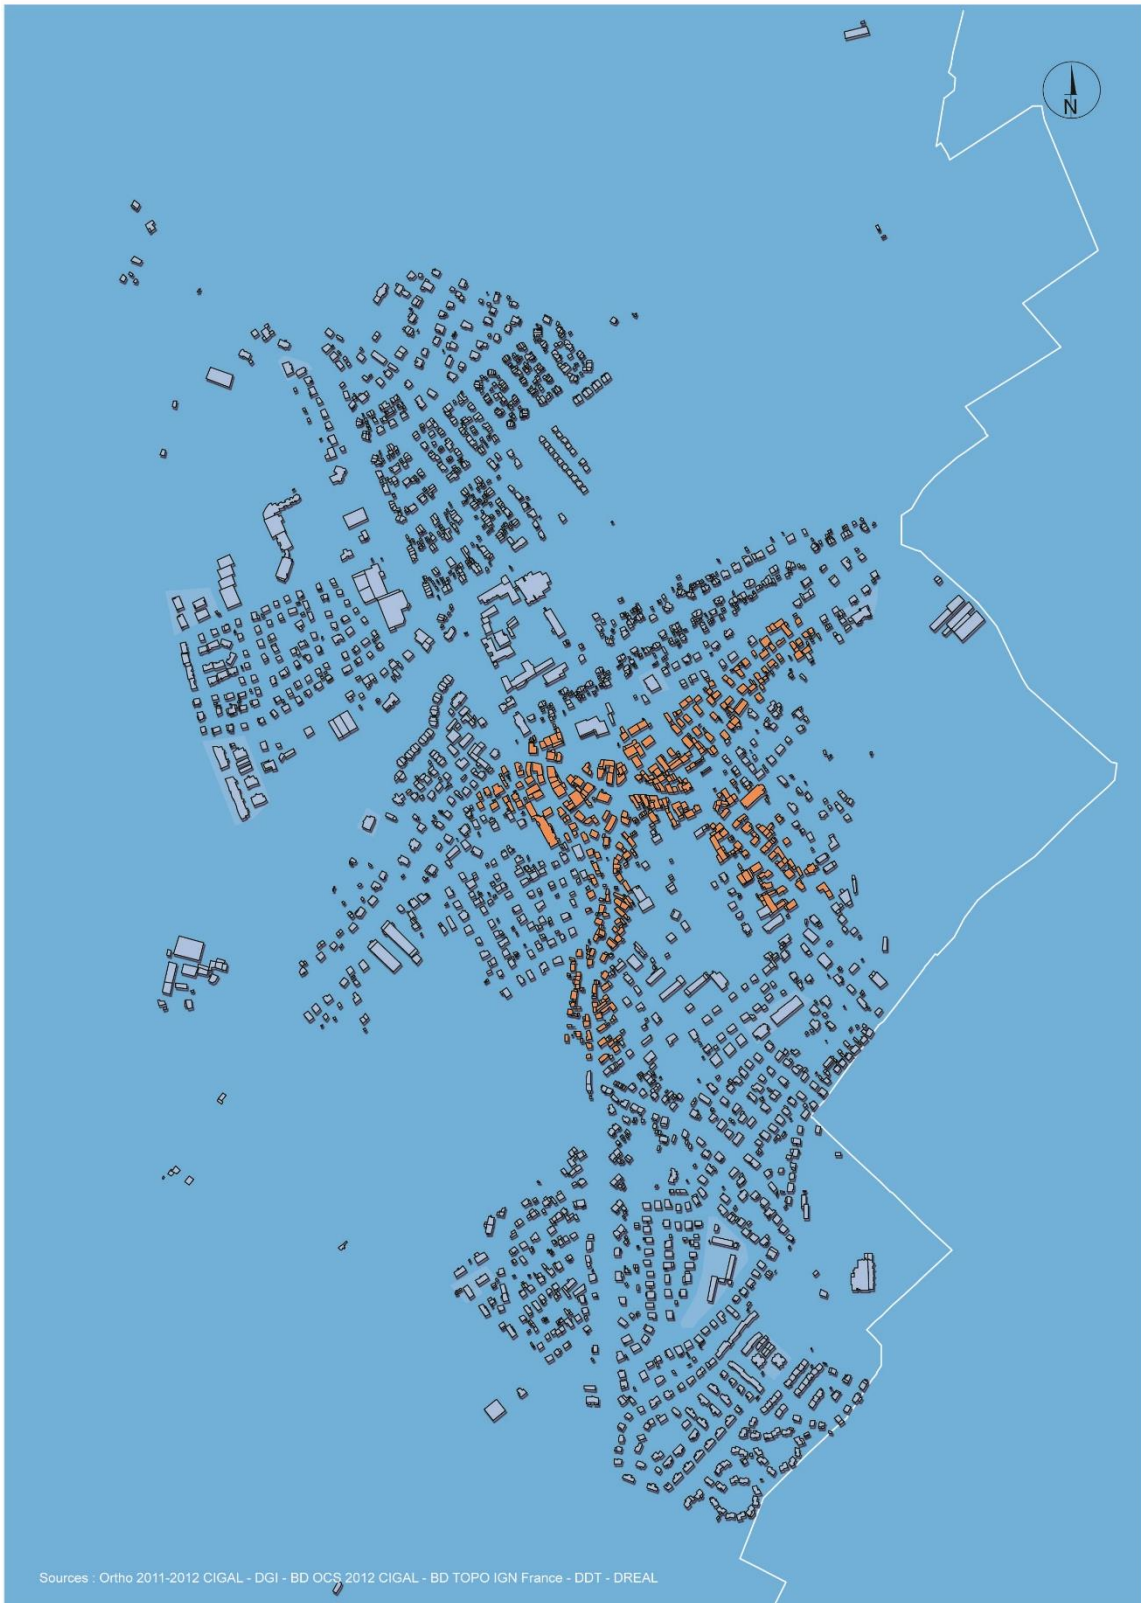 N
Sources : Ortho 2011-2012 CIGAL - DGI - BD OCS 2012 CIGAL - BD TOPO IGN France - DDT - DREAL